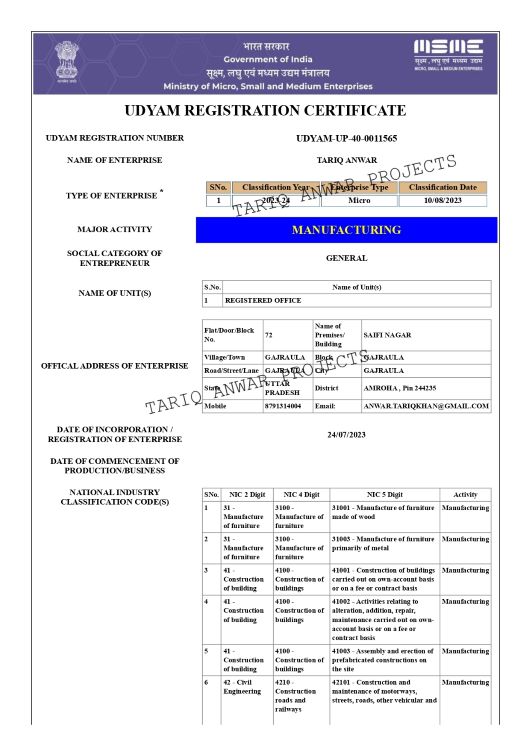 भारत सरकार
Government of India
सूक्ष्म, लघु एवं मध्यम उद्यम मंत्रालय
Ministry of Micro, Small and Medium Enterprises
MSME
सूक्ष्म, लघु एवं मध्यम उद्यम
MICRO, SMALL & MEDIUM ENTERPRISES
UDYAM REGISTRATION CERTIFICATE
UDYAM REGISTRATION NUMBER UDYAM-UP-40-0011565
NAME OF ENTERPRISE TARIQ ANWAR
TYPE OF ENTERPRISE *
SNo. Classification Year Enterprise Type Classification Date
1 2023-24 Micro 10/08/2023
TARIQ ANWAR PROJECTS
MAJOR ACTIVITY MANUFACTURING
SOCIAL CATEGORY OF
ENTREPRENEUR
GENERAL
NAME OF UNIT(S)
S.No. Name of Unit(s)
1 REGISTERED OFFICE
OFFICAL ADDRESS OF ENTERPRISE
Flat/Door/Block
No.
72
Name of
Premises/
Building
SAIFI NAGAR
Village/Town GAJRAULA Block GAJRAULA
Road/Street/Lane GAJRAULA City GAJRAULA
State
UTTAR
PRADESH
District AMROHA , Pin 244235
Mobile 8791314004 Email: ANWAR.TARIQKHAN@GMAIL.COM
TARIQ ANWAR PROJECTS
DATE OF INCORPORATION /
REGISTRATION OF ENTERPRISE
24/07/2023
DATE OF COMMENCEMENT OF
PRODUCTION/BUSINESS
NATIONAL INDUSTRY
CLASSIFICATION CODE(S)
SNo. NIC 2 Digit NIC 4 Digit NIC 5 Digit Activity
1
31 -
Manufacture
of furniture
3100 -
Manufacture of
furniture
31001 - Manufacture of furniture
made of wood
Manufacturing
2
31 -
Manufacture
of furniture
3100 -
Manufacture of
furniture
31003 - Manufacture of furniture
primarily of metal
Manufacturing
3
41 -
Construction
of building
4100 -
Construction of
buildings
41001 - Construction of buildings
carried out on own-account basis
or on a fee or contract basis
Manufacturing
4
41 -
Construction
of building
4100 -
Construction of
buildings
41002 - Activities relating to
alteration, addition, repair,
maintenance carried out on own-
account basis or on a fee or
contract basis
Manufacturing
5
41 -
Construction
of building
4100 -
Construction of
buildings
41003 - Assembly and erection of
prefabricated constructions on
the site
Manufacturing
6
42 - Civil
Engineering
4210 -
Construction
roads and
railways
42101 - Construction and
maintenance of motorways,
streets, roads, other vehicular and
Manufacturing